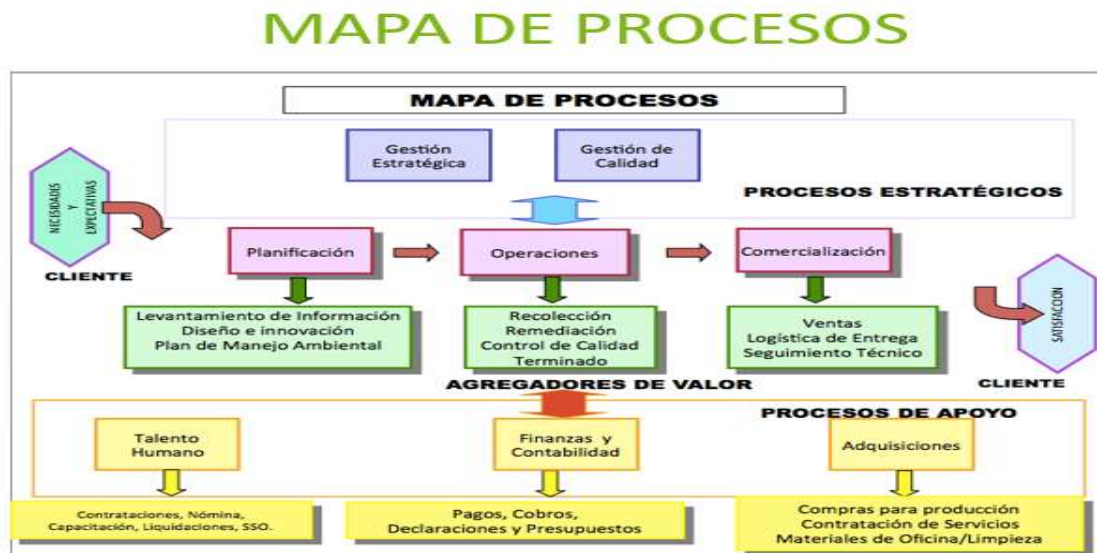 MAPA DE PROCESOS
MAPA DE PROCESOS
Gestión
Estratégica
Gestión de
Calidad
PROCESOS ESTRATÉGICOS
NECESIDADES
Y
EXPECTATIVAS
CLIENTE
Planificación
Operaciones
Comercialización
Levantamiento de Información
Diseño e innovación
Plan de Manejo Ambiental
Recolección
Remediación
Control de Calidad
Terminado
Ventas
Logística de Entrega
Seguimiento Técnico
SATISFACCION
CLIENTE
AGREGADORES DE VALOR
PROCESOS DE APOYO
Talento
Humano
Finanzas y
Contabilidad
Adquisiciones
Contrataciones, Nómina,
Capacitación, Liquidaciones, SSO.
Pagos, Cobros,
Declaraciones y Presupuestos
Compras para producción
Contratación de Servicios
Materiales de Oficina/Limpieza